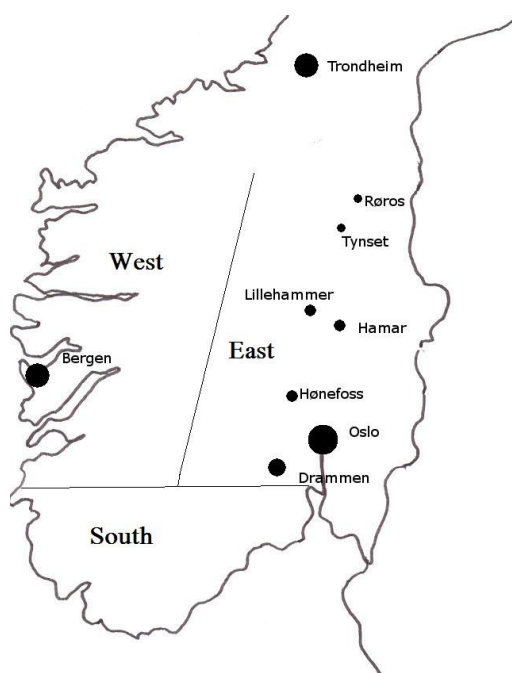 Trondheim
Røros
Tynset
West
Lillehammer
Hamar
East
Bergen
Hønefoss
Oslo
Drammen
South